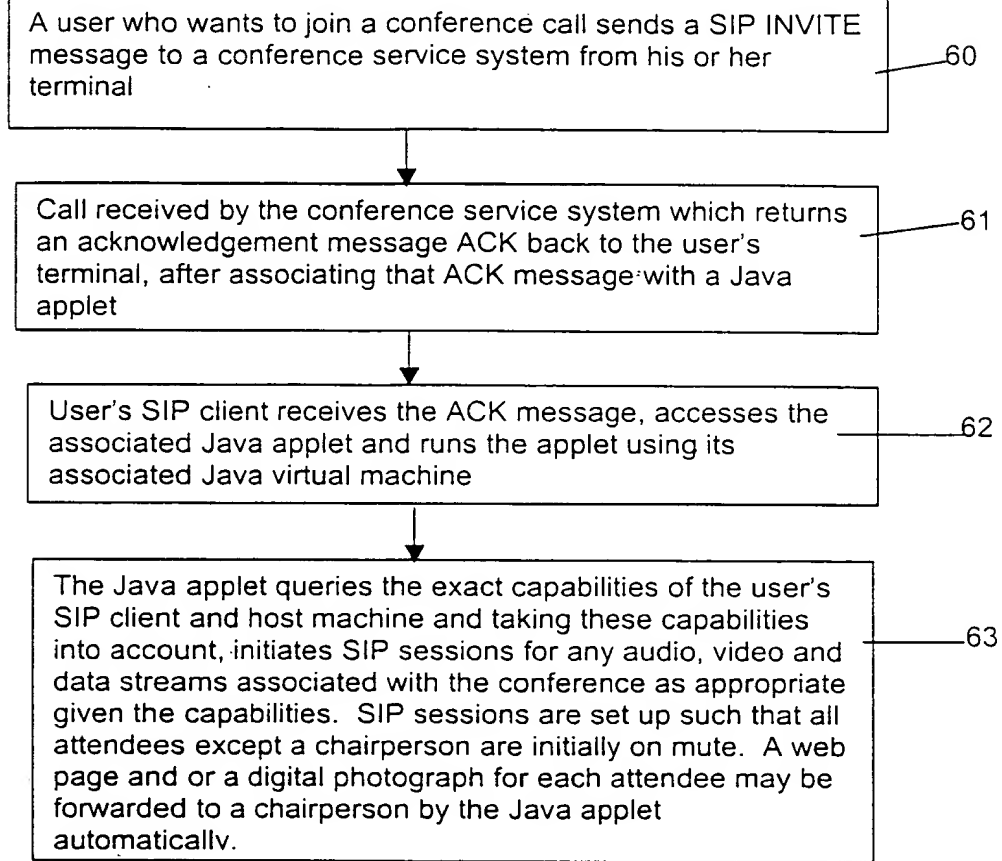 A user who wants to join a conference call sends a SIP INVITE
message to a conference service system from his or her
terminal
60
Call received by the conference service system which returns
an acknowledgement message ACK back to the user's
terminal, after associating that ACK message with a Java
applet
61
User's SIP client receives the ACK message, accesses the
associated Java applet and runs the applet using its
associated Java virtual machine
62
The Java applet queries the exact capabilities of the user's
SIP client and host machine and taking these capabilities
into account, initiates SIP sessions for any audio, video and
data streams associated with the conference as appropriate
given the capabilities. SIP sessions are set up such that all
attendees except a chairperson are initially on mute. A web
page and or a digital photograph for each attendee may be
forwarded to a chairperson by the Java applet
automatically.
63